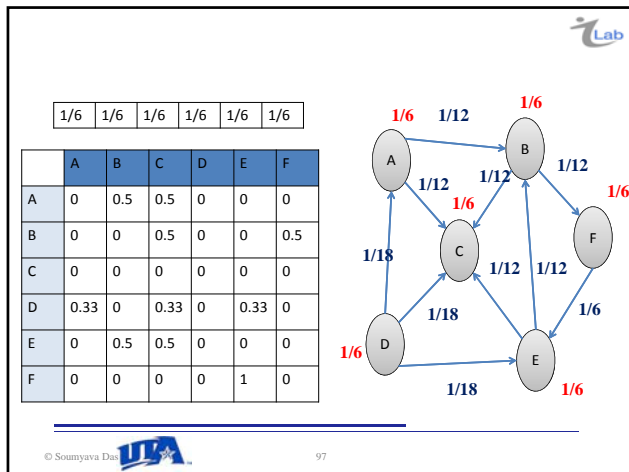 iLab
1/6 1/6 1/6 1/6 1/6 1/6
A B C D E F
A 0 0.5 0.5 0 0 0
B 0 0 0.5 0 0 0.5
C 0 0 0 0 0 0
D 0.33 0 0.33 0 0.33 0
E 0 0.5 0.5 0 0 0
F 0 0 0 0 1 0
1/6 1/12 1/6
A B
1/12 1/12 1/12
1/6 1/6
C F
1/18 1/12 1/12
1/18 1/6
D
1/6 E
1/18 1/6
© Soumyava Das UTA 97